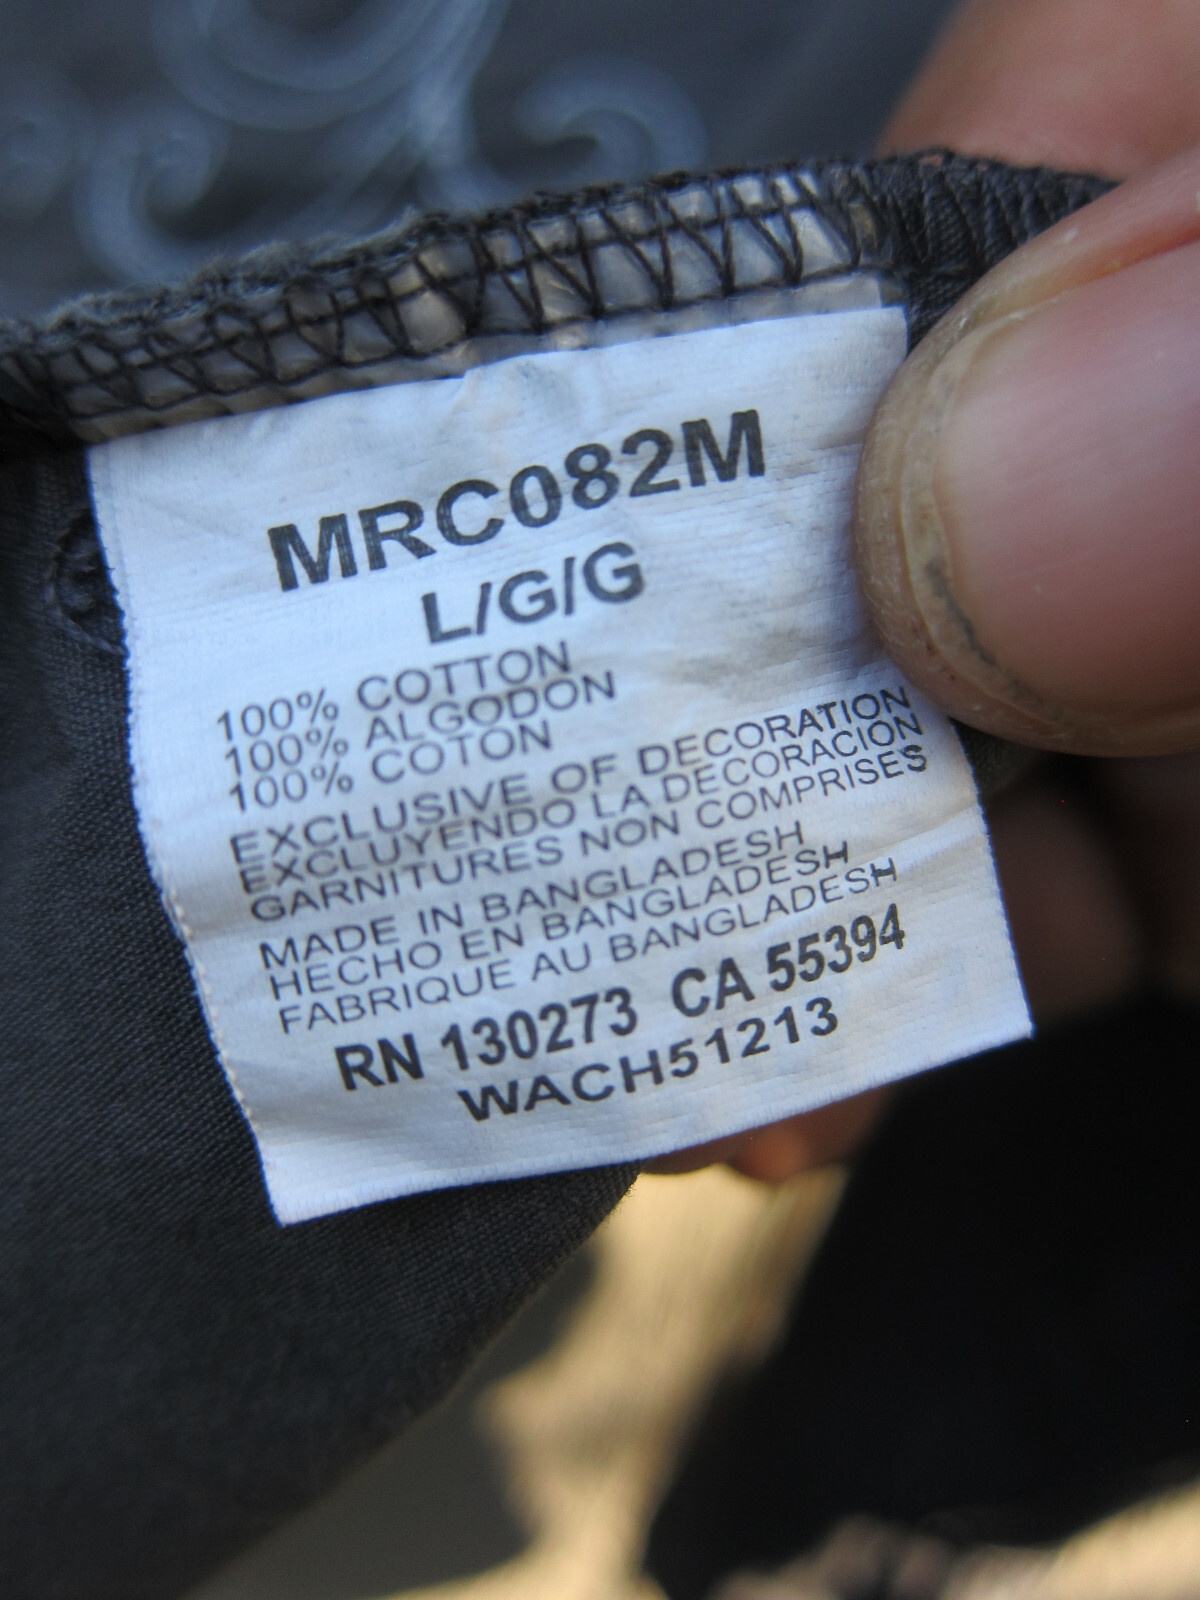 MRC082M
L/G/G
100% COTTON
100% ALGODON
100% COTON
EXCLUSIVE OF DECORATION
EXCLUYENDO LA DECORACION
GARNITURES NON COMPRISES
MADE IN BANGLADESH
HECHO EN BANGLADESH
FABRIQUE AU BANGLADESH
RN 130273 CA 55394
WACH51213